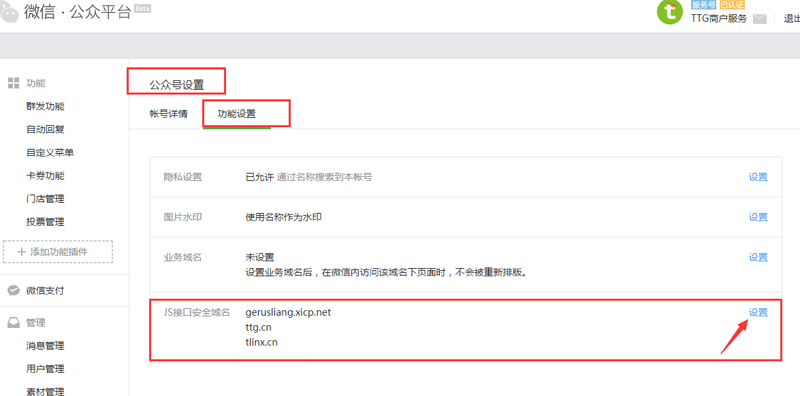 微信·公众平台 Beta
服务号 已认证
TTG商户服务 退出
功能
群发功能
自动回复
自定义菜单
卡券功能
门店管理
投票管理
+ 添加功能插件
微信支付
管理
消息管理
用户管理
素材管理
公众号设置
帐号详情 功能设置
隐私设置 已允许 通过名称搜索到本帐号 设置
图片水印 使用名称作为水印 设置
业务域名 未设置 设置
设置业务域名后，在微信内访问该域名下页面时，不会被重新排版。
JS接口安全域名 gerusliang.xicp.net 设置
ttg.cn
tlinx.cn